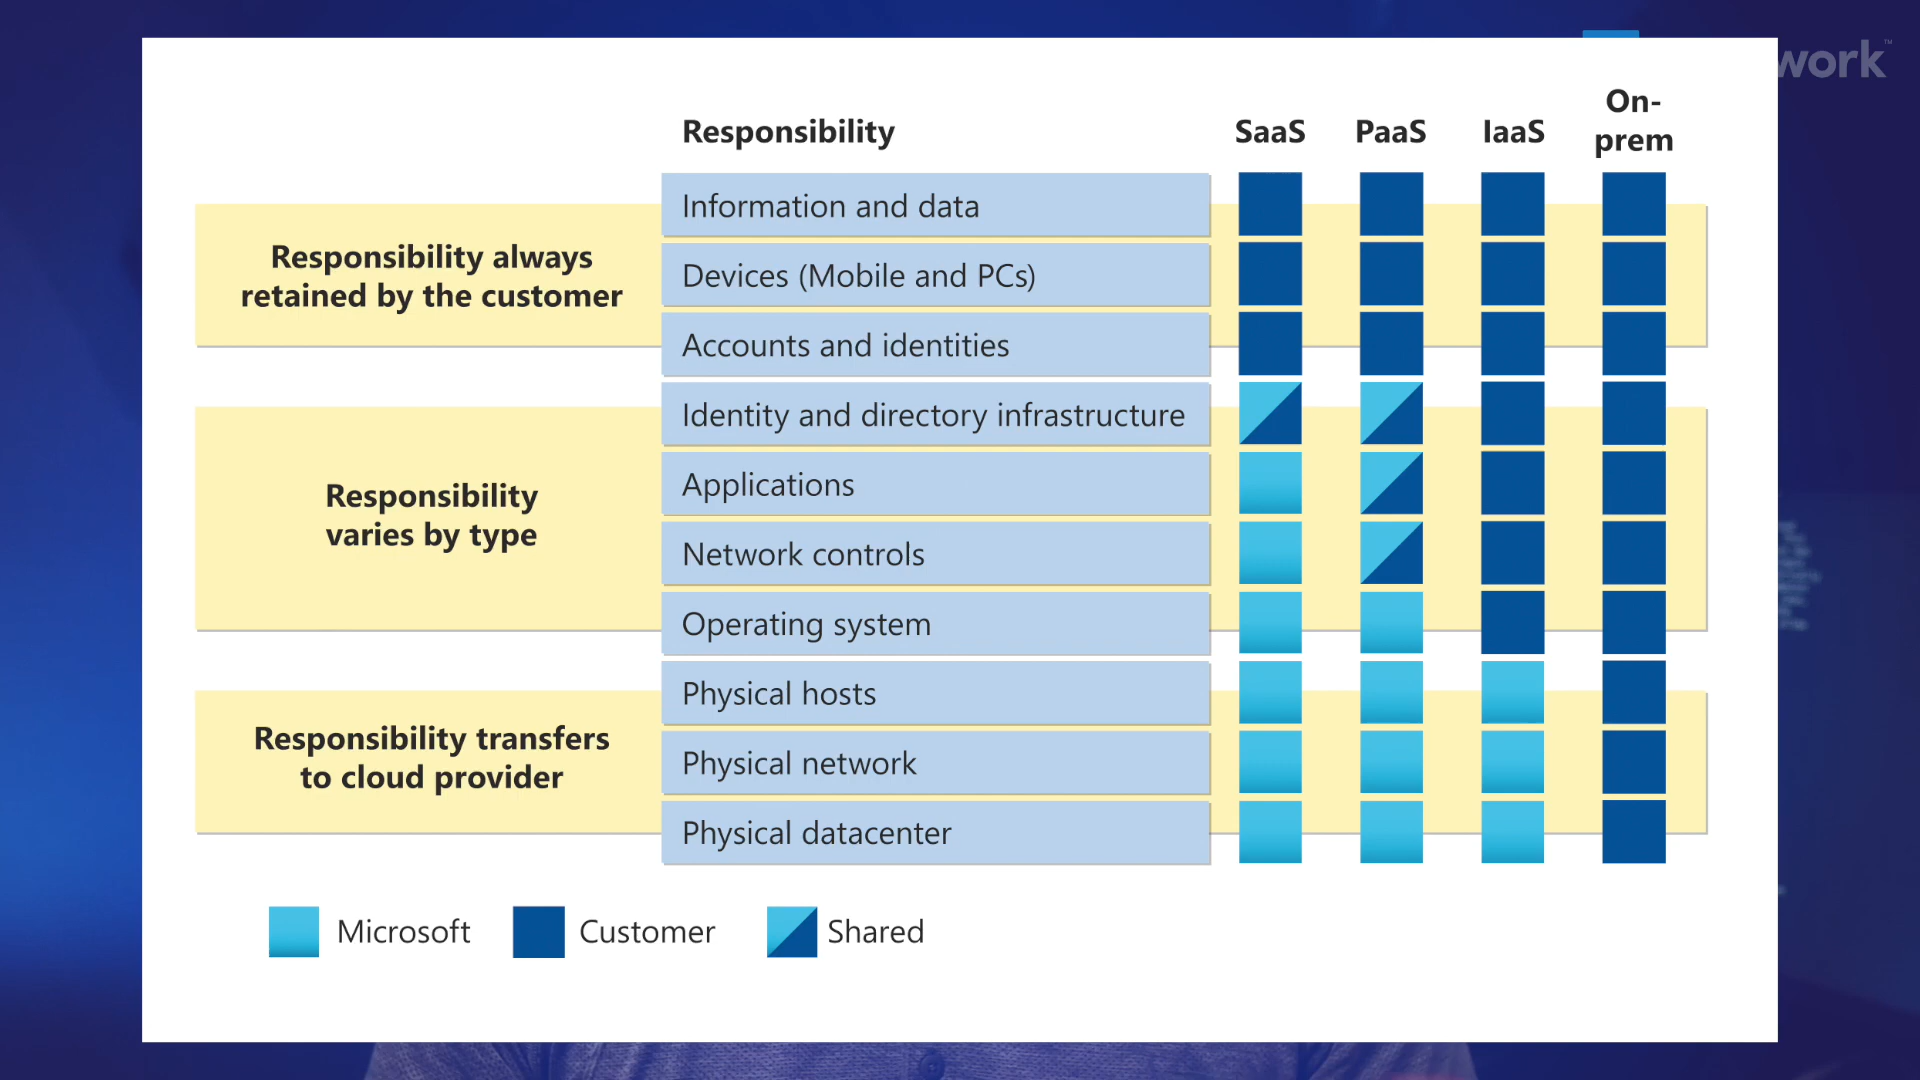 work™
Responsibility
SaaS
PaaS
IaaS
On-
prem
Responsibility always
retained by the customer
Information and data
Devices (Mobile and PCs)
Accounts and identities
Responsibility
varies by type
Identity and directory infrastructure
Applications
Network controls
Operating system
Responsibility transfers
to cloud provider
Physical hosts
Physical network
Physical datacenter
Microsoft
Customer
Shared